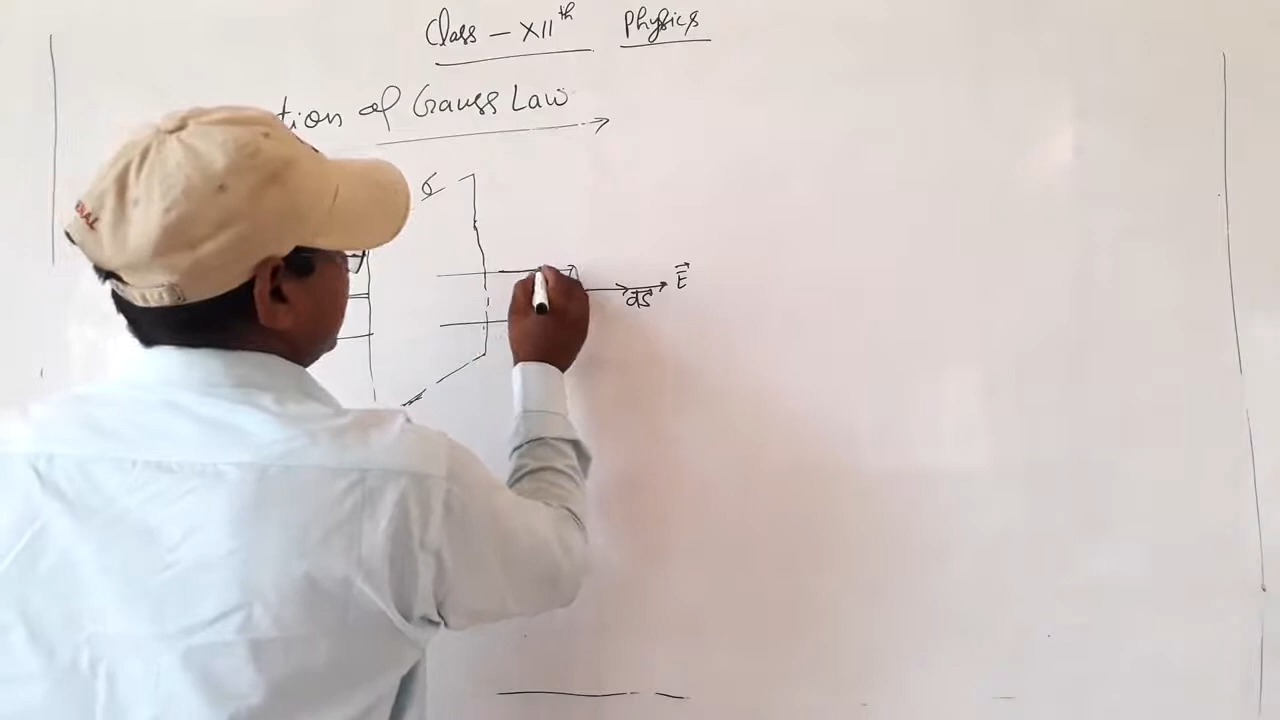 Class - XIIth Physics
tion of Gauss Law
σ
E
ds